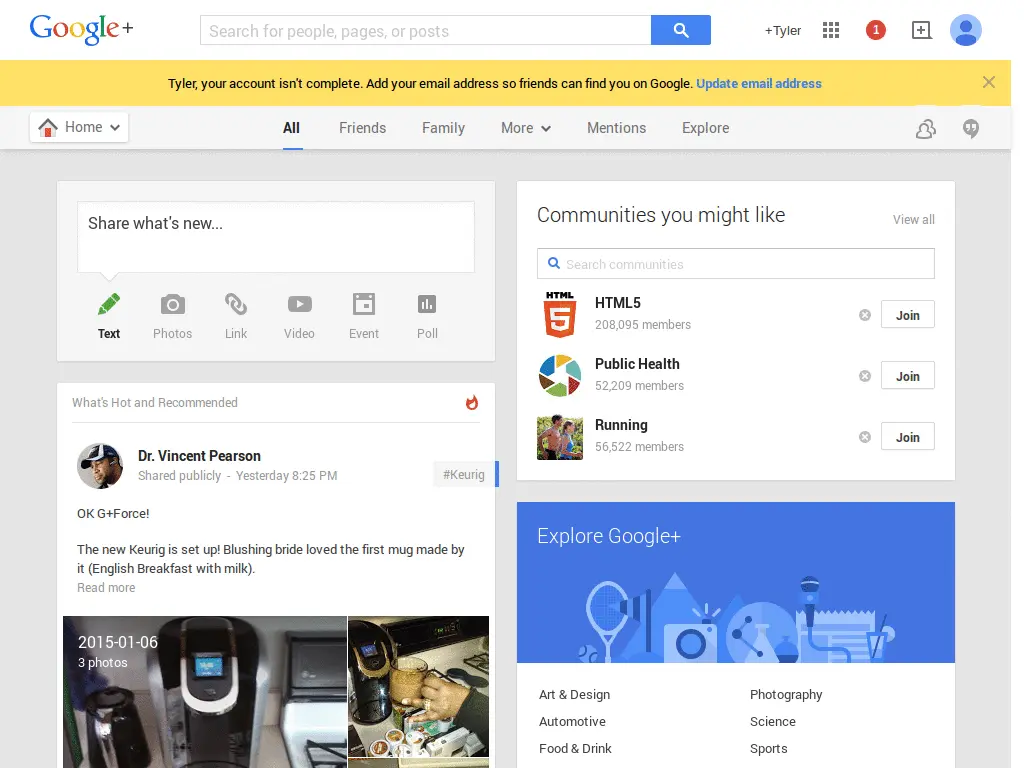 Google+
Search for people, pages, or posts
+Tyler
1
Tyler, your account isn't complete. Add your email address so friends can find you on Google. Update email address
Home
All Friends Family More Mentions Explore
Share what's new...
Text Photos Link Video Event Poll
What's Hot and Recommended
Dr. Vincent Pearson
Shared publicly - Yesterday 8:25 PM
#Keurig
OK G+Force!
The new Keurig is set up! Blushing bride loved the first mug made by
it (English Breakfast with milk).
Read more
2015-01-06
3 photos
Communities you might like
View all
Search communities
HTML
5
HTML5
208,095 members
Join
Public Health
52,209 members
Join
Running
56,522 members
Join
Explore Google+
Art & Design Photography
Automotive Science
Food & Drink Sports